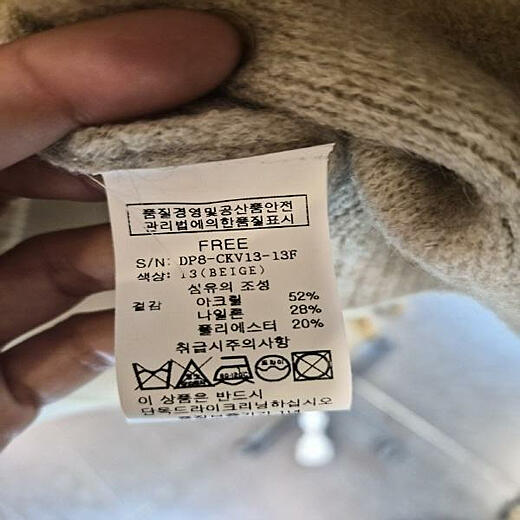 품질경영및공산품안전
관리법에의한품질표시
FREE
S/N: DP8-CKV13-13F
색상: 13(BEIGE)
섬유의 조성
겉감 아크릴 52%
나일론 28%
폴리에스터 20%
취급시주의사항
드라이
이 상품은 반드시
단독드라이크리닝하십시오